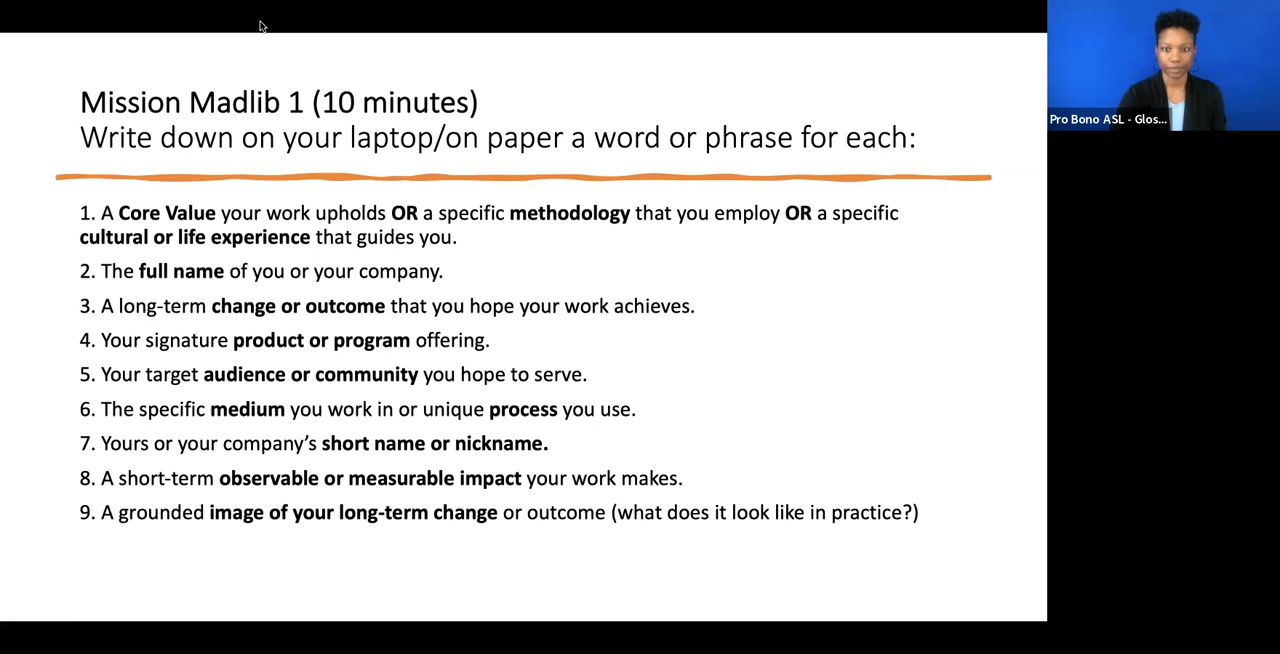 Mission Madlib 1 (10 minutes)
Write down on your laptop/on paper a word or phrase for each:
1. A Core Value your work upholds OR a specific methodology that you employ OR a specific
cultural or life experience that guides you.
2. The full name of you or your company.
3. A long-term change or outcome that you hope your work achieves.
4. Your signature product or program offering.
5. Your target audience or community you hope to serve.
6. The specific medium you work in or unique process you use.
7. Yours or your company’s short name or nickname.
8. A short-term observable or measurable impact your work makes.
9. A grounded image of your long-term change or outcome (what does it look like in practice?)
Pro Bono ASL - Glos...